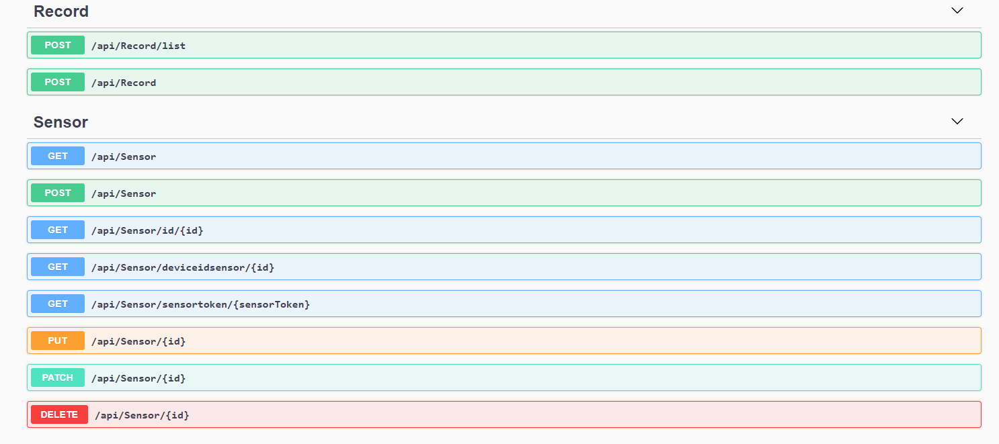 Record
POST /api/Record/list
POST /api/Record
Sensor
GET /api/Sensor
POST /api/Sensor
GET /api/Sensor/id/{id}
GET /api/Sensor/deviceidsensor/{id}
GET /api/Sensor/sensortoken/{sensorToken}
PUT /api/Sensor/{id}
PATCH /api/Sensor/{id}
DELETE /api/Sensor/{id}